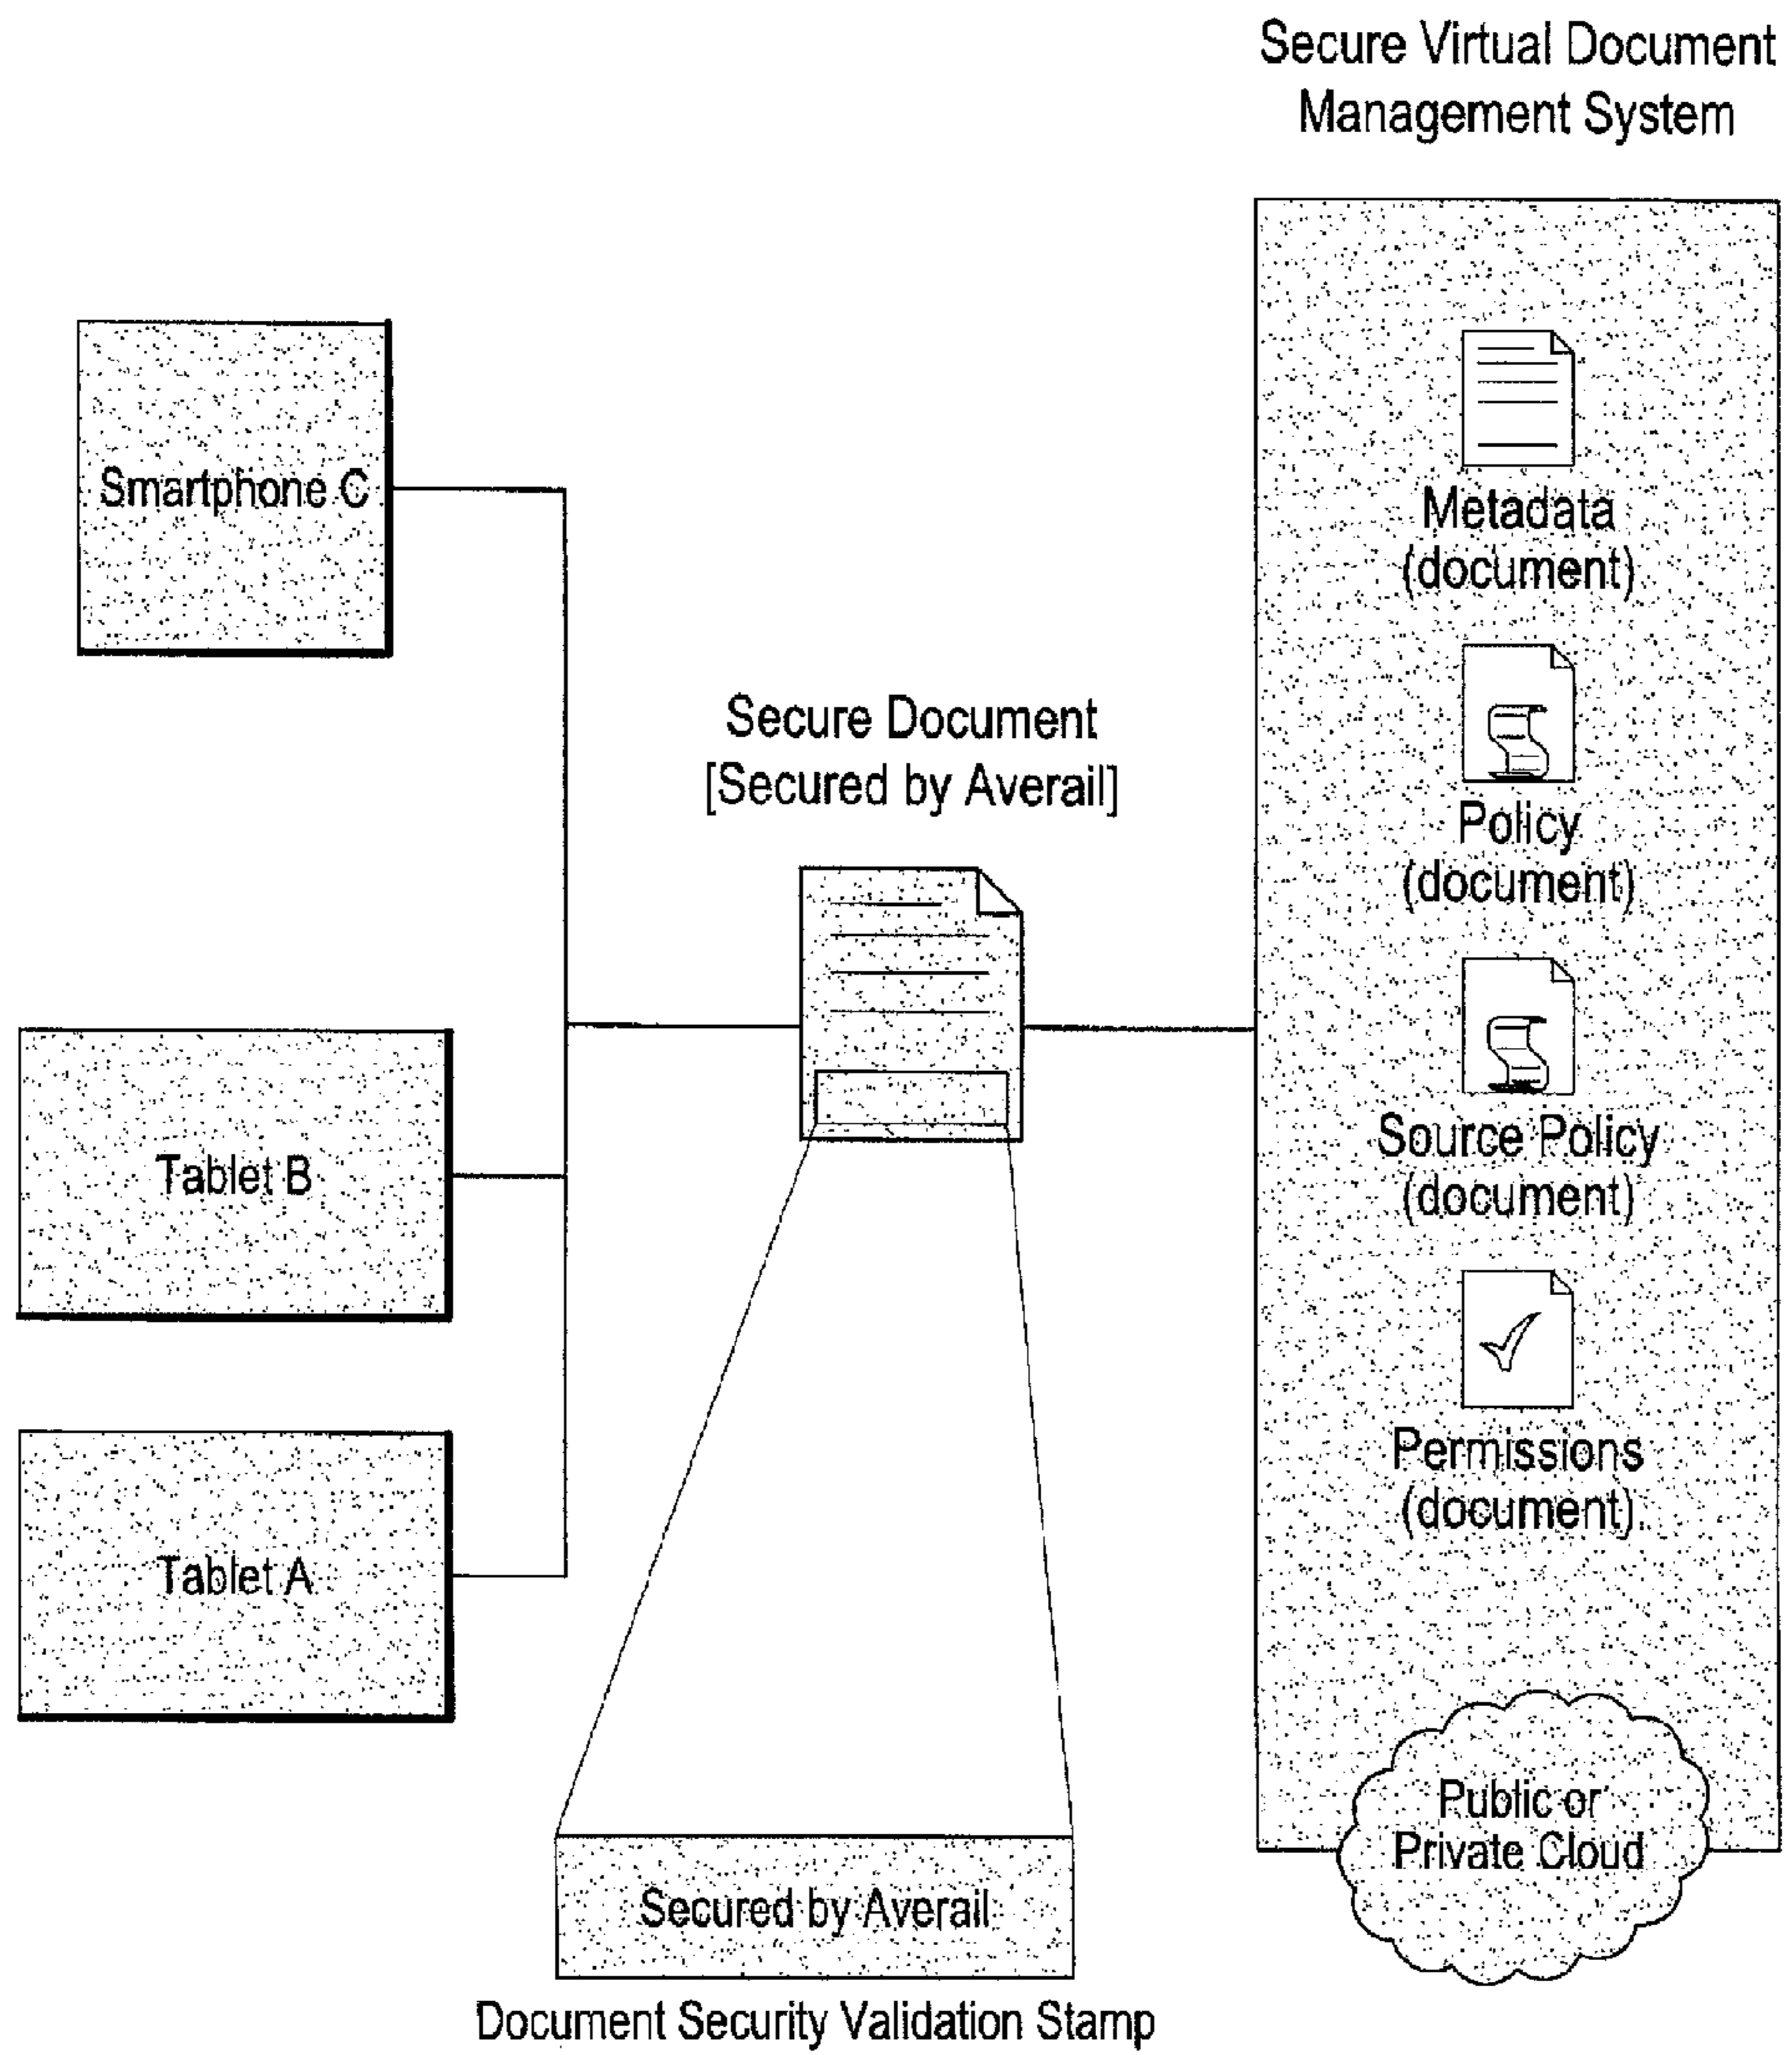 Secure Virtual Document
Management System
Smartphone C
Metadata
(document)
Secure Document
[Secured by Averail]
Policy
(document)
Tablet B
Source Policy
(document)
Permissions
(document)
Tablet A
Public or
Private Cloud
Secured by Averail
Document Security Validation Stamp